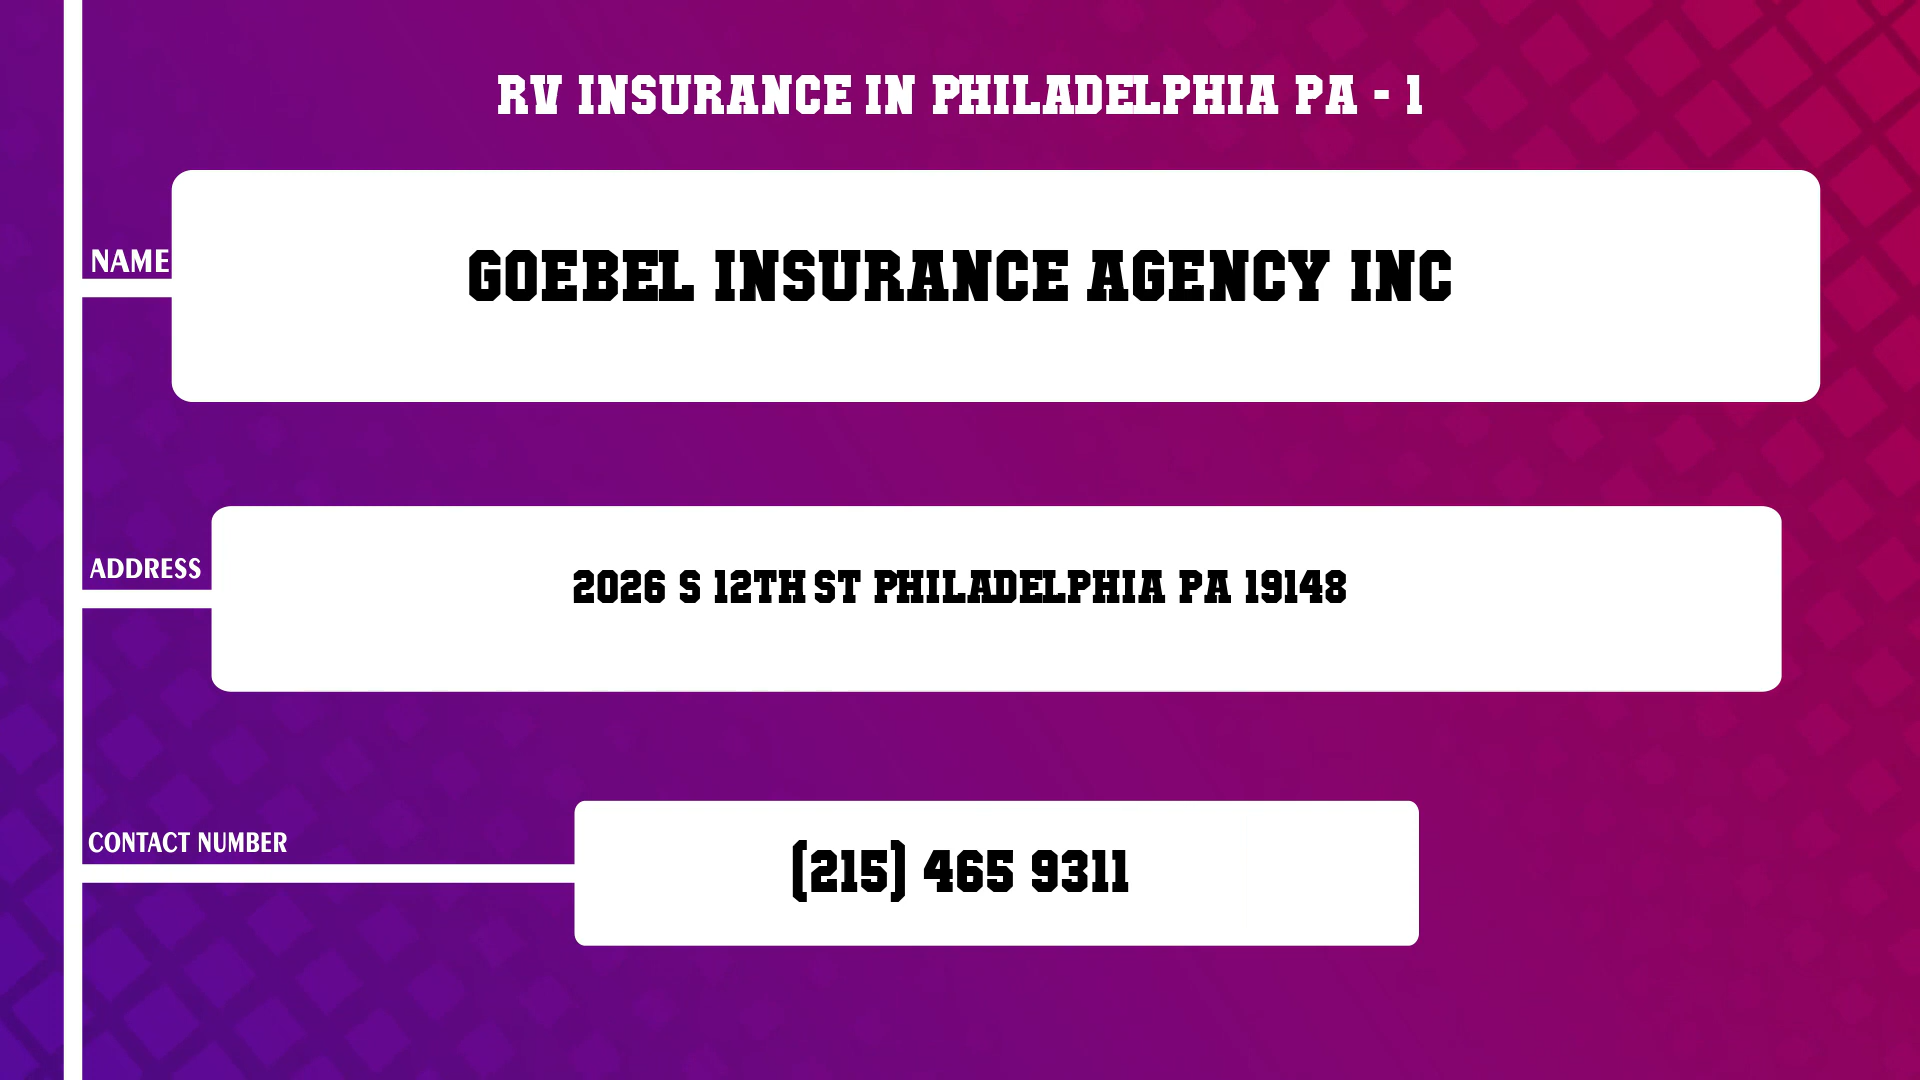 RV INSURANCE IN PHILADELPHIA PA - 1
NAME
GOEBEL INSURANCE AGENCY INC
ADDRESS
2026 S 12TH ST PHILADELPHIA PA 19148
CONTACT NUMBER
(215) 465 9311